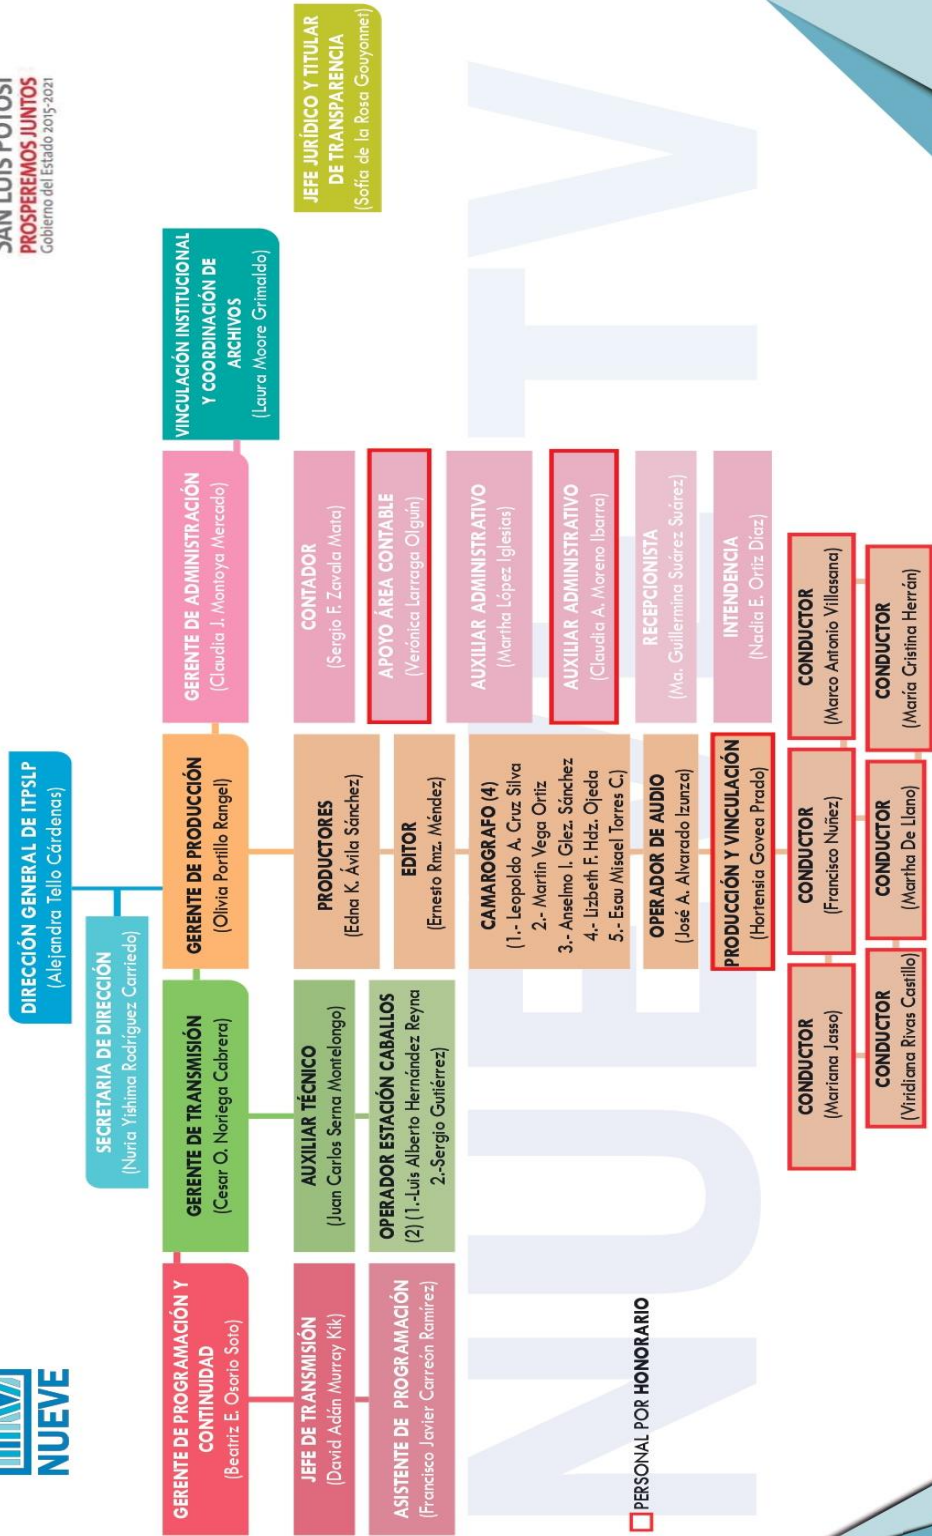 NUEVE
SAN LUIS POTOSÍ
PROSPEREMOS JUNTOS
Gobierno del Estado 2015-2021
DIRECCIÓN GENERAL DE ITPSLP
(Alejandra Tello Cárdenas)
SECRETARIA DE DIRECCIÓN
(Nuria Yishima Rodríguez Carriedo)
GERENTE DE PROGRAMACIÓN Y
CONTINUIDAD
(Beatriz E. Osorio Soto)
JEFE DE TRANSMISIÓN
(David Adán Murray Kik)
ASISTENTE DE PROGRAMACIÓN
(Francisco Javier Carreón Ramírez)
GERENTE DE TRANSMISIÓN
(Cesar O. Noriega Cabrera)
AUXILIAR TÉCNICO
(Juan Carlos Serna Montelongo)
OPERADOR ESTACIÓN CABALLOS
(2) (1.-Luis Alberto Hernández Reyna
2.-Sergio Gutiérrez)
GERENTE DE PRODUCCIÓN
(Olivia Portillo Rangel)
PRODUCTORES
(Edna K. Ávila Sánchez)
EDITOR
(Ernesto Rmz. Méndez)
CAMAROGRAFO (4)
(1.- Leopoldo A. Cruz Silva
2.- Martin Vega Ortiz
3.- Anselmo I. Glez. Sánchez
4.- Lizbeth F. Hdz. Ojeda
5.- Esau Misael Torres C.)
OPERADOR DE AUDIO
(José A. Alvarado Izunza)
PRODUCCIÓN Y VINCULACIÓN
(Hortensia Govea Prado)
CONDUCTOR
(Mariana Jasso)
CONDUCTOR
(Francisco Nuñez)
CONDUCTOR
(Marco Antonio Villasana)
CONDUCTOR
(Viridiana Rivas Castillo)
CONDUCTOR
(Martha De Llano)
CONDUCTOR
(María Cristina Herrán)
GERENTE DE ADMINISTRACIÓN
(Claudia J. Montoya Mercado)
CONTADOR
(Sergio F. Zavala Mata)
APOYO ÁREA CONTABLE
(Verónica Larraga Olguín)
AUXILIAR ADMINISTRATIVO
(Martha López Iglesias)
AUXILIAR ADMINISTRATIVO
(Claudia A. Moreno Ibarra)
RECEPCIONISTA
(Ma. Guillermina Suárez Suárez)
INTENDENCIA
(Nadia E. Ortiz Díaz)
VINCULACIÓN INSTITUCIONAL
Y COORDINACIÓN DE
ARCHIVOS
(Laura Moore Grimaldo)
JEFE JURÍDICO Y TITULAR
DE TRANSPARENCIA
(Sofía de la Rosa Gouyonnet)
PERSONAL POR HONORARIO
NUEVE TV